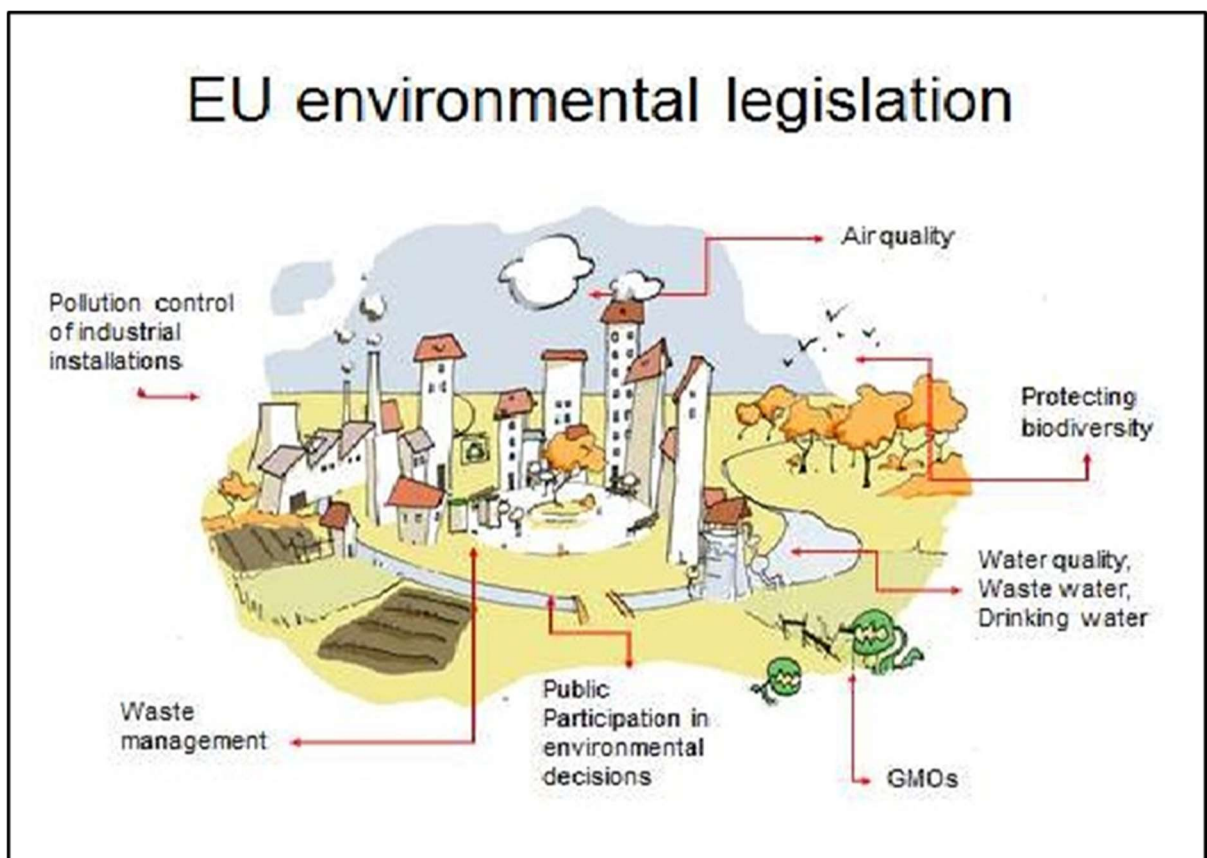 EU environmental legislation
Air quality
Pollution control
of industrial
installations
Protecting
biodiversity
Water quality,
Waste water,
Drinking water
Public
Participation in
environmental
decisions
Waste
management
GMOs